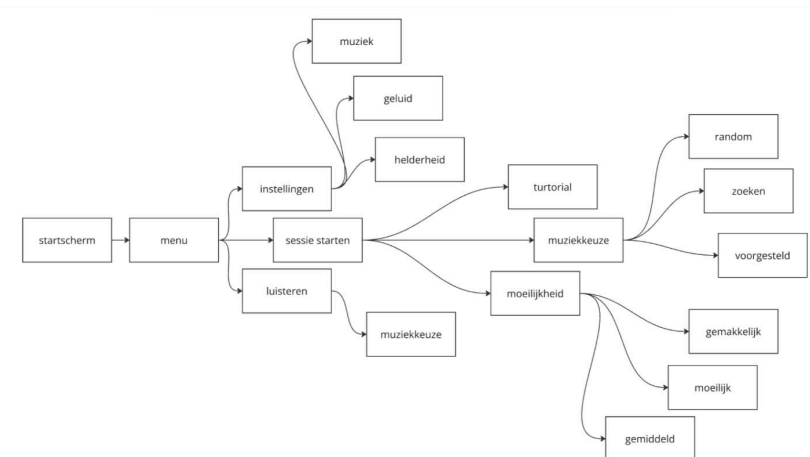 muziek
geluid
helderheid
instellingen
startscherm
menu
sessie starten
luisteren
muziekkeuze
turtorial
muziekkeuze
moeilijkheid
random
zoeken
voorgesteld
gemakkelijk
moeilijk
gemiddeld